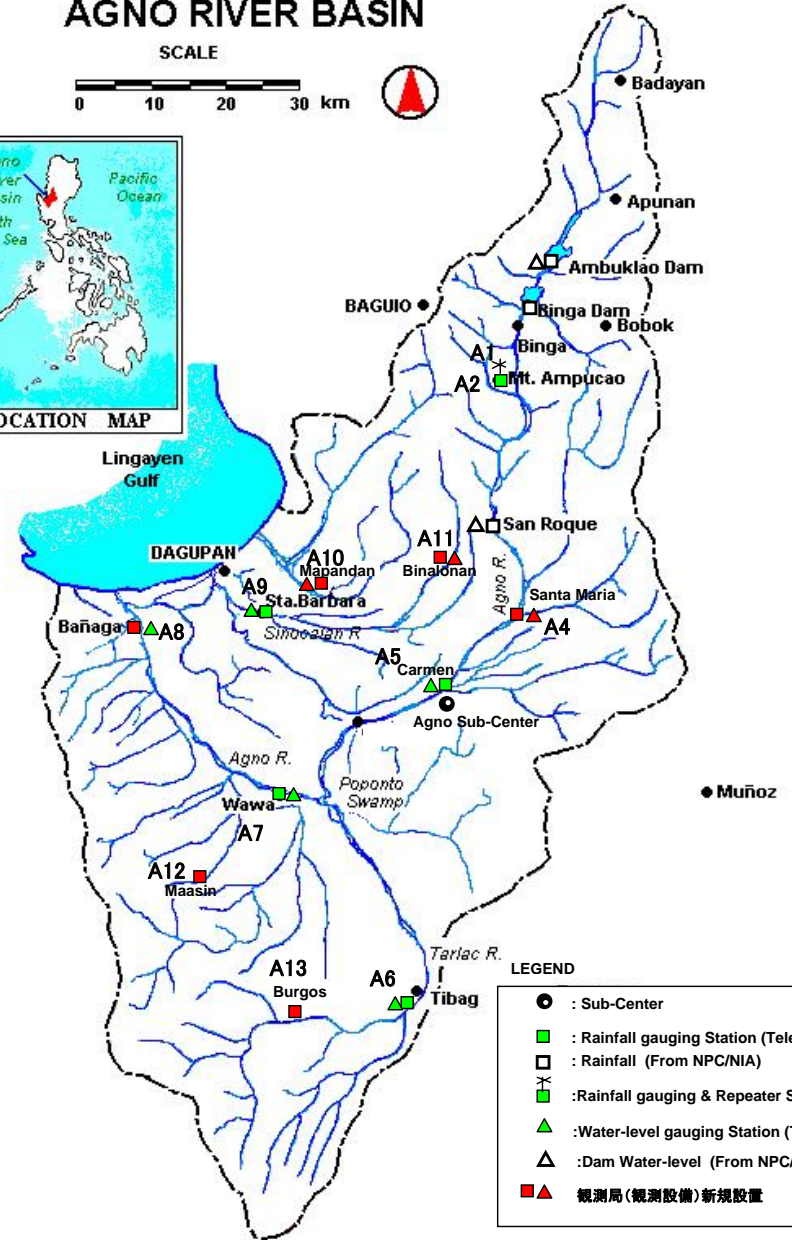 AGNO RIVER BASIN
SCALE
0 10 20 30 km
Badayan
Pacific
Ocean
Apunan
Sea
Ambuklao Dam
BAGUIO
Binga Dam
Bobok
Binga
A1
A2
Mt. Ampucao
LOCATION MAP
Lingayen
Gulf
San Roque
A11
Binalonan
DAGUPAN
A10
Mapandan
Agno R.
Santa Maria
A9
Sta.Barbara
A4
Bañaga
A8
Sinocalan R
A5
Carmen
Agno Sub-Center
Agno R.
Poponto
Swamp
Muñoz
Wawa
A7
A12
Maasin
Tarlac R.
A13
Burgos
A6
Tibag
LEGEND
: Sub-Center
: Rainfall gauging Station
: Rainfall (From NPC/NIA)
:Rainfall gauging & Repeater
:Water-level gauging Station
:Dam Water-level (From NPC/
観測局(観測設備)新規設置